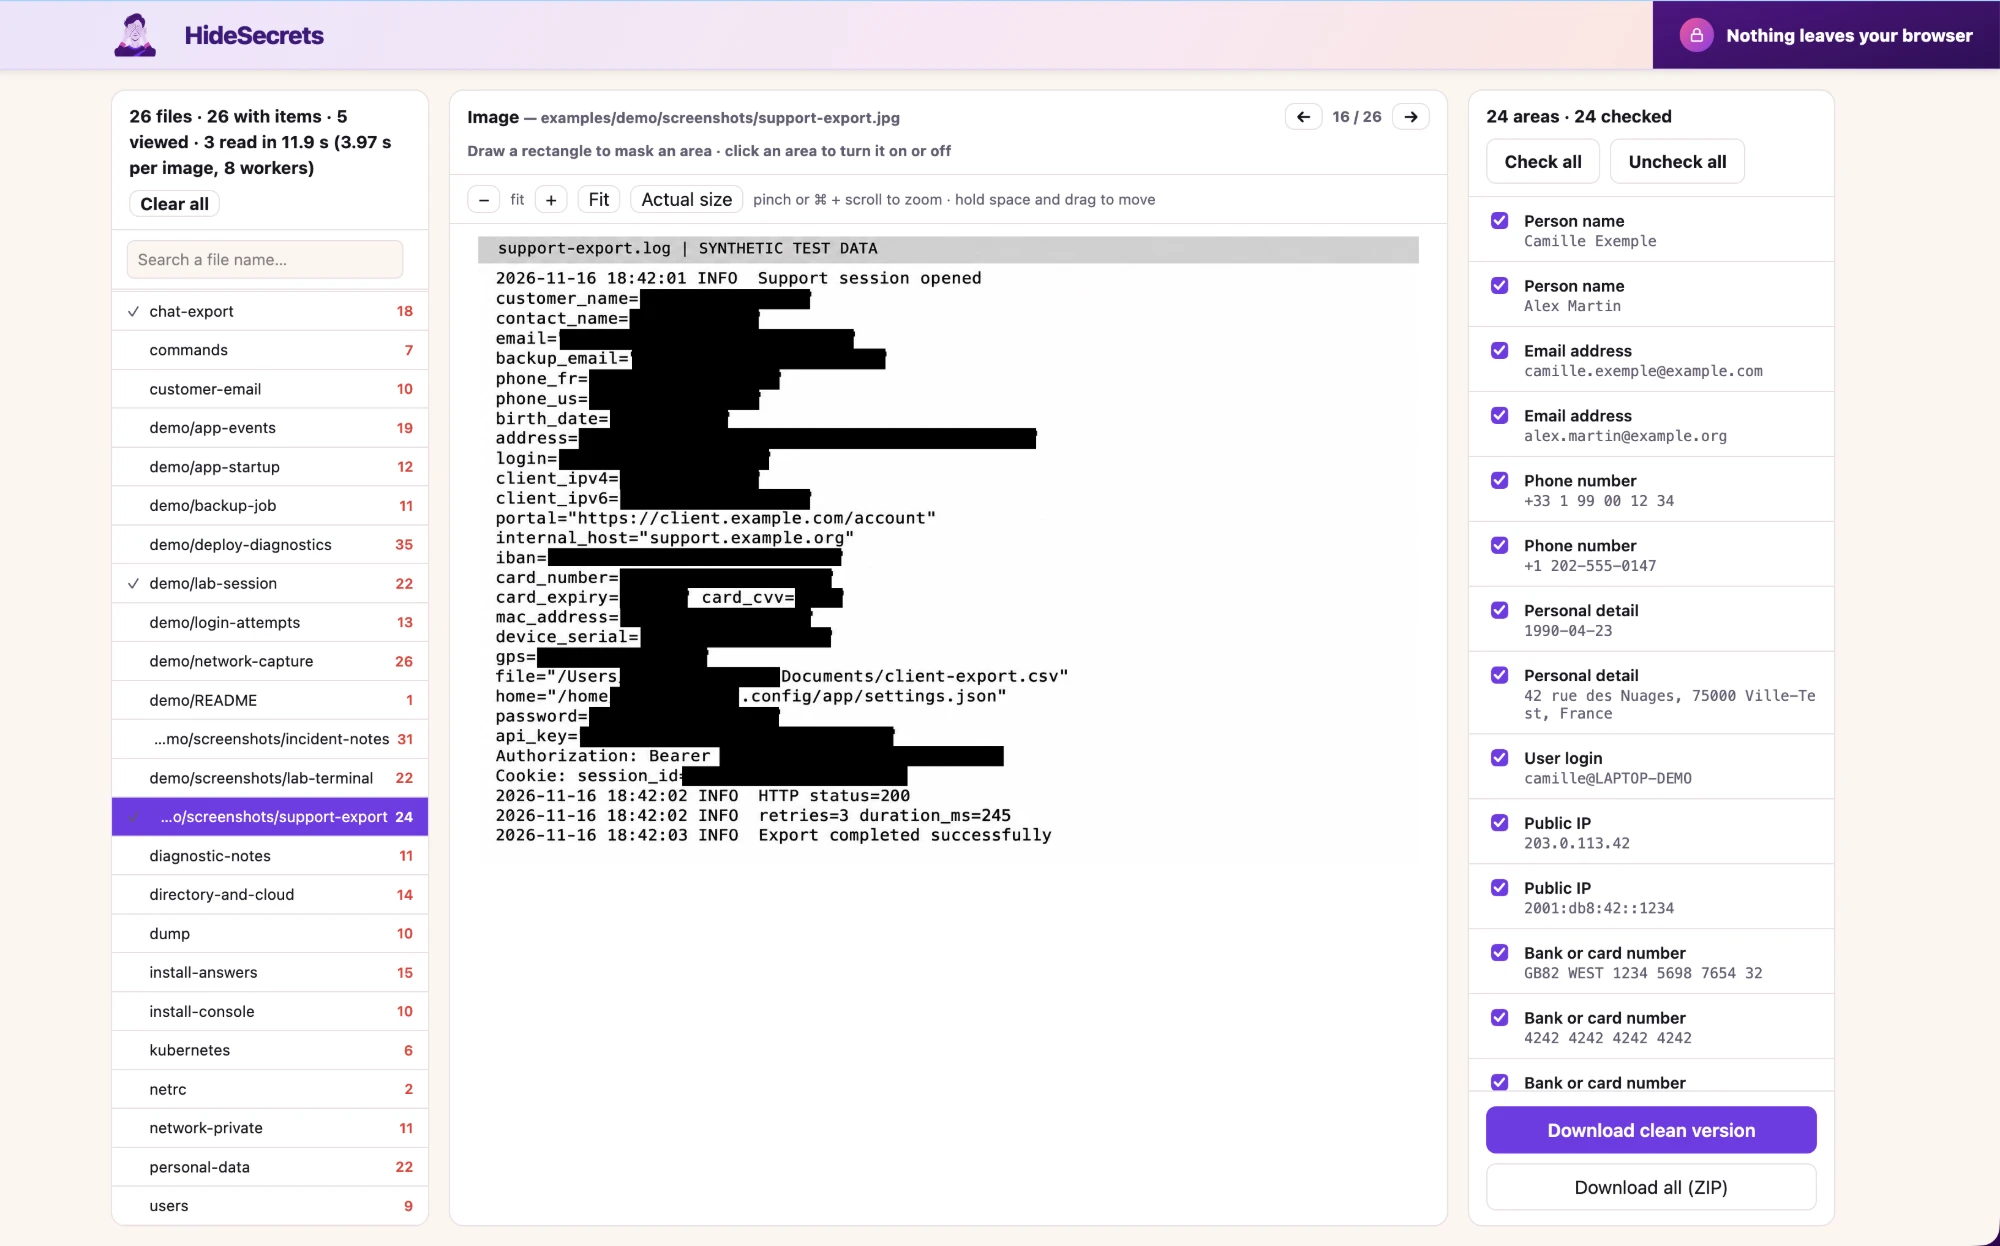 HideSecrets
Nothing leaves your browser
26 files · 26 with items · 5
viewed · 3 read in 11.9 s (3.97 s
per image, 8 workers)
Clear all
Search a file name...
chat-export 18
commands 7
customer-email 10
demo/app-events 19
demo/app-startup 12
demo/backup-job 11
demo/deploy-diagnostics 35
demo/lab-session 22
demo/login-attempts 13
demo/network-capture 26
demo/README 1
...mo/screenshots/incident-notes 31
demo/screenshots/lab-terminal 22
...o/screenshots/support-export 24
diagnostic-notes 11
directory-and-cloud 14
dump 10
install-answers 15
install-console 10
kubernetes 6
netrc 2
network-private 11
personal-data 22
users 9
Image — examples/demo/screenshots/support-export.jpg
16 / 26
Draw a rectangle to mask an area · click an area to turn it on or off
− fit + Fit Actual size pinch or ⌘ + scroll to zoom · hold space and drag to move
support-export.log | SYNTHETIC TEST DATA
2026-11-16 18:42:01 INFO  Support session opened
customer_name=
contact_name=
email=
backup_email=
phone_fr=
phone_us=
birth_date=
address=
login=
client_ipv4=
client_ipv6=
portal="https://client.example.com/account"
internal_host="support.example.org"
iban=
card_number=
card_expiry= card_cvv=
mac_address=
device_serial=
gps=
file="/Users Documents/client-export.csv"
home="/home .config/app/settings.json"
password=
api_key=
Authorization: Bearer
Cookie: session_id=
2026-11-16 18:42:02 INFO  HTTP status=200
2026-11-16 18:42:02 INFO  retries=3 duration_ms=245
2026-11-16 18:42:03 INFO  Export completed successfully
24 areas · 24 checked
Check all
Uncheck all
Person name
Camille Exemple
Person name
Alex Martin
Email address
camille.exemple@example.com
Email address
alex.martin@example.org
Phone number
+33 1 99 00 12 34
Phone number
+1 202-555-0147
Personal detail
1990-04-23
Personal detail
42 rue des Nuages, 75000 Ville-Te
st, France
User login
camille@LAPTOP-DEMO
Public IP
203.0.113.42
Public IP
2001:db8:42::1234
Bank or card number
GB82 WEST 1234 5698 7654 32
Bank or card number
4242 4242 4242 4242
Bank or card number
Download clean version
Download all (ZIP)